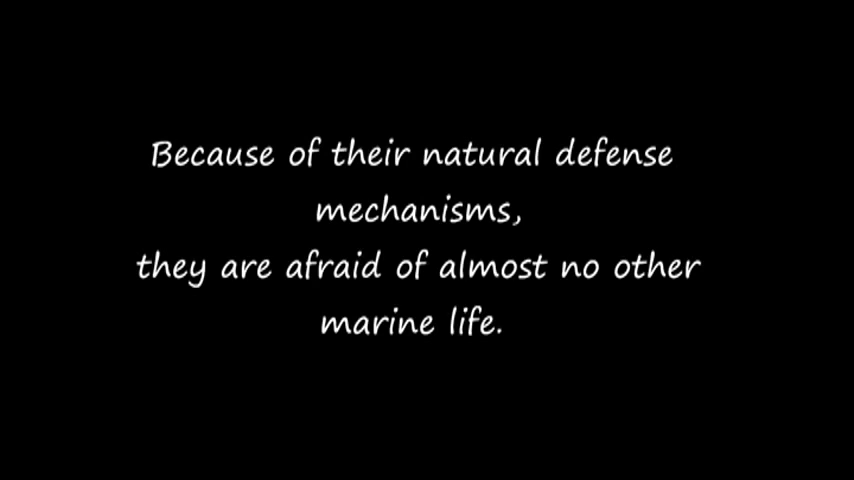 Because of their natural defense
mechanisms,
they are afraid of almost no other
marine life.